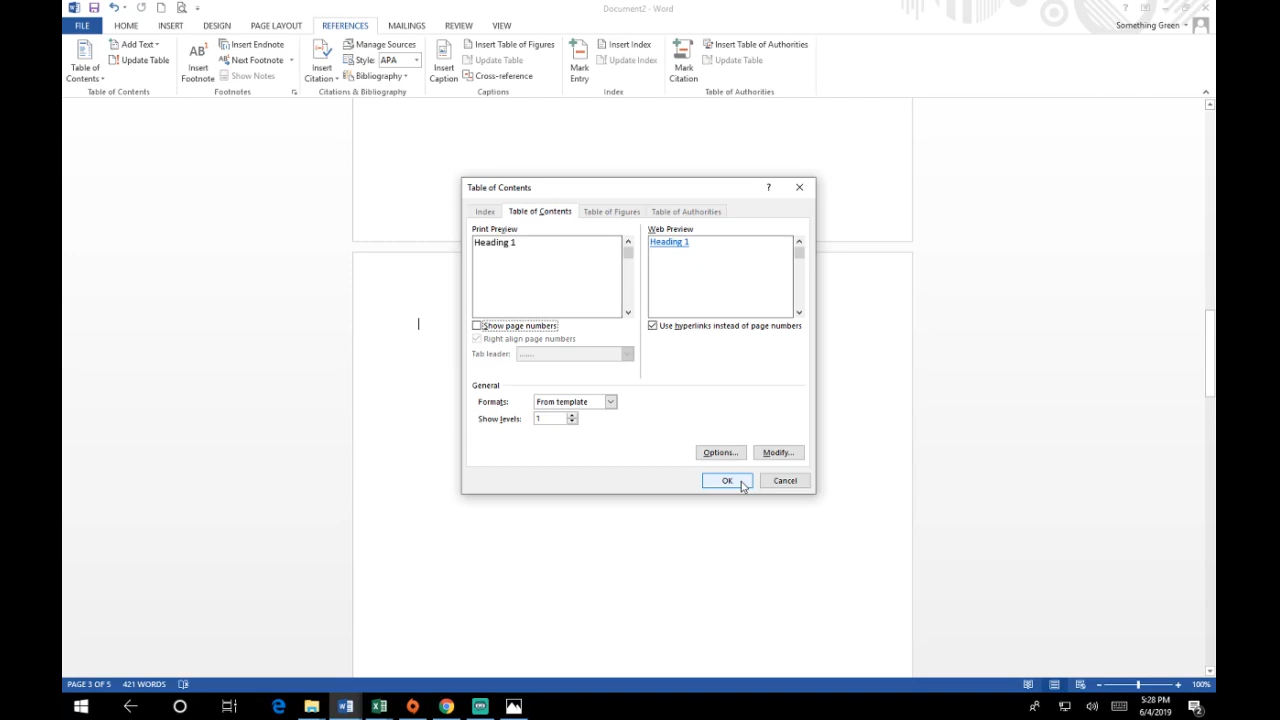 Document2 - Word
FILE HOME INSERT DESIGN PAGE LAYOUT REFERENCES MAILINGS REVIEW VIEW Something Green
Table of Contents
Add Text
Update Table
Table of Contents
AB1
Insert Footnote
Insert Endnote
Next Footnote
Show Notes
Footnotes
Insert Citation
Manage Sources
Style: APA
Bibliography
Citations & Bibliography
Insert Caption
Insert Table of Figures
Update Table
Cross-reference
Captions
Mark Entry
Insert Index
Update Index
Index
Mark Citation
Insert Table of Authorities
Update Table
Table of Authorities
Table of Contents ?
Index Table of Contents Table of Figures Table of Authorities
Print Preview
Heading 1
Web Preview
Heading 1
Show page numbers
Right align page numbers
Tab leader: .......
Use hyperlinks instead of page numbers
General
Formats: From template
Show levels: 1
Options... Modify...
OK Cancel
PAGE 3 OF 5 421 WORDS 100%
5:28 PM
6/4/2019